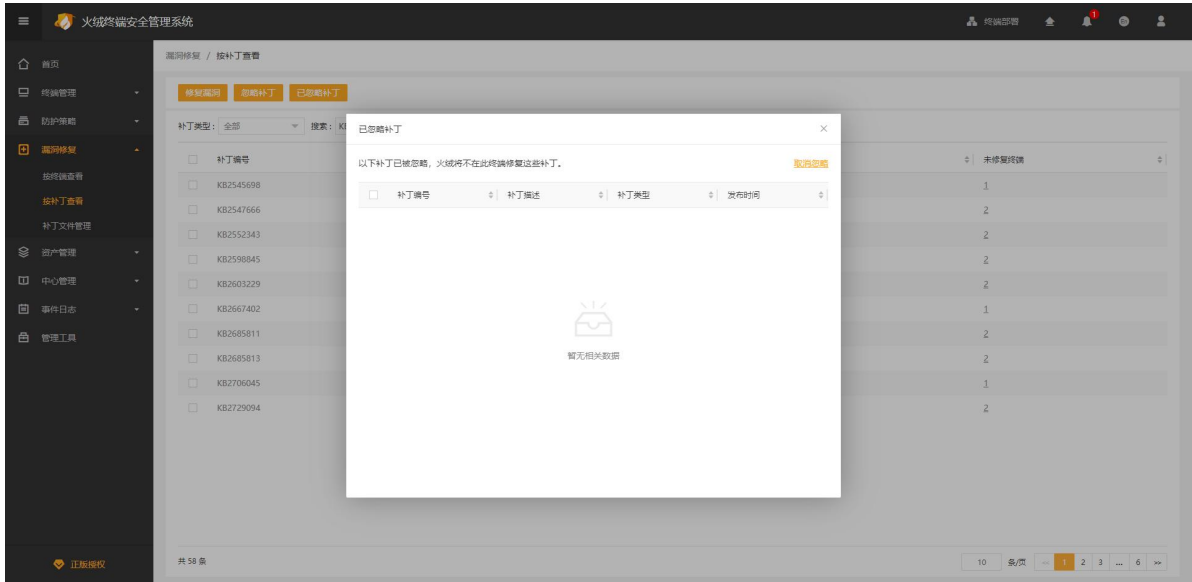 火绒终端安全管理系统
终端部署
1
首页
终端管理
防护策略
漏洞修复
按终端查看
按补丁查看
补丁文件管理
资产管理
中心管理
事件日志
管理工具
正版授权
漏洞修复 / 按补丁查看
修复漏洞 忽略补丁 已忽略补丁
补丁类型: 全部 搜索:
补丁编号 未修复终端
KB2545698 1
KB2547666 2
KB2552343 2
KB2598845 2
KB2603229 2
KB2667402 1
KB2685811 2
KB2685813 2
KB2706045 1
KB2729094 2
已忽略补丁
以下补丁已被忽略，火绒将不在此终端修复这些补丁。 取消忽略
补丁编号 补丁描述 补丁类型 发布时间
暂无相关数据
共 58 条
10 条/页 1 2 3 ... 6